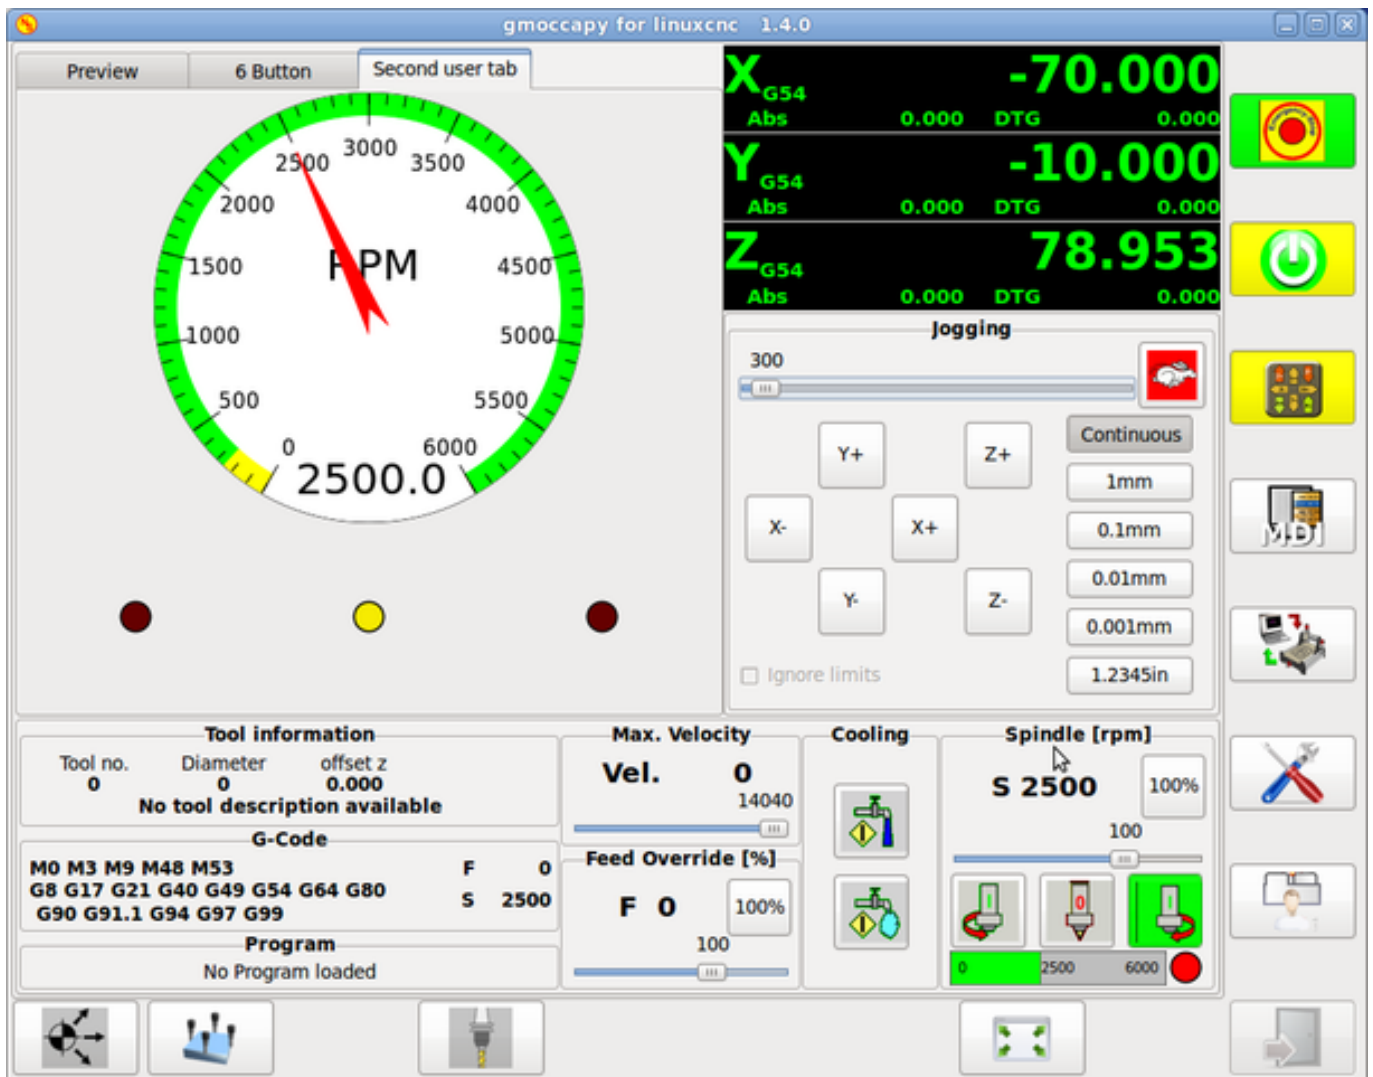 gmoccapy for linuxcnc 1.4.0
Preview 6 Button Second user tab
X G54 -70.000
Abs 0.000 DTG 0.000
Y G54 -10.000
Abs 0.000 DTG 0.000
Z G54 78.953
Abs 0.000 DTG 0.000
2500 3000 3500
2000 4000
RPM
1500 4500
1000 5000
500 5500
0 6000
2500.0
Jogging
300
Continuous
Y+ Z+
1mm
X- X+
0.1mm
0.01mm
Y- Z-
0.001mm
Ignore limits
1.2345in
MDI
Tool information
Tool no. Diameter offset z
0 0 0.000
No tool description available
G-Code
M0 M3 M9 M48 M53 F 0
G8 G17 G21 G40 G49 G54 G64 G80 S 2500
G90 G91.1 G94 G97 G99
Program
No Program loaded
Max. Velocity
Vel. 0
14040
Feed Override [%]
F 0 100%
100
Cooling
Spindle [rpm]
S 2500 100%
100
0 2500 6000